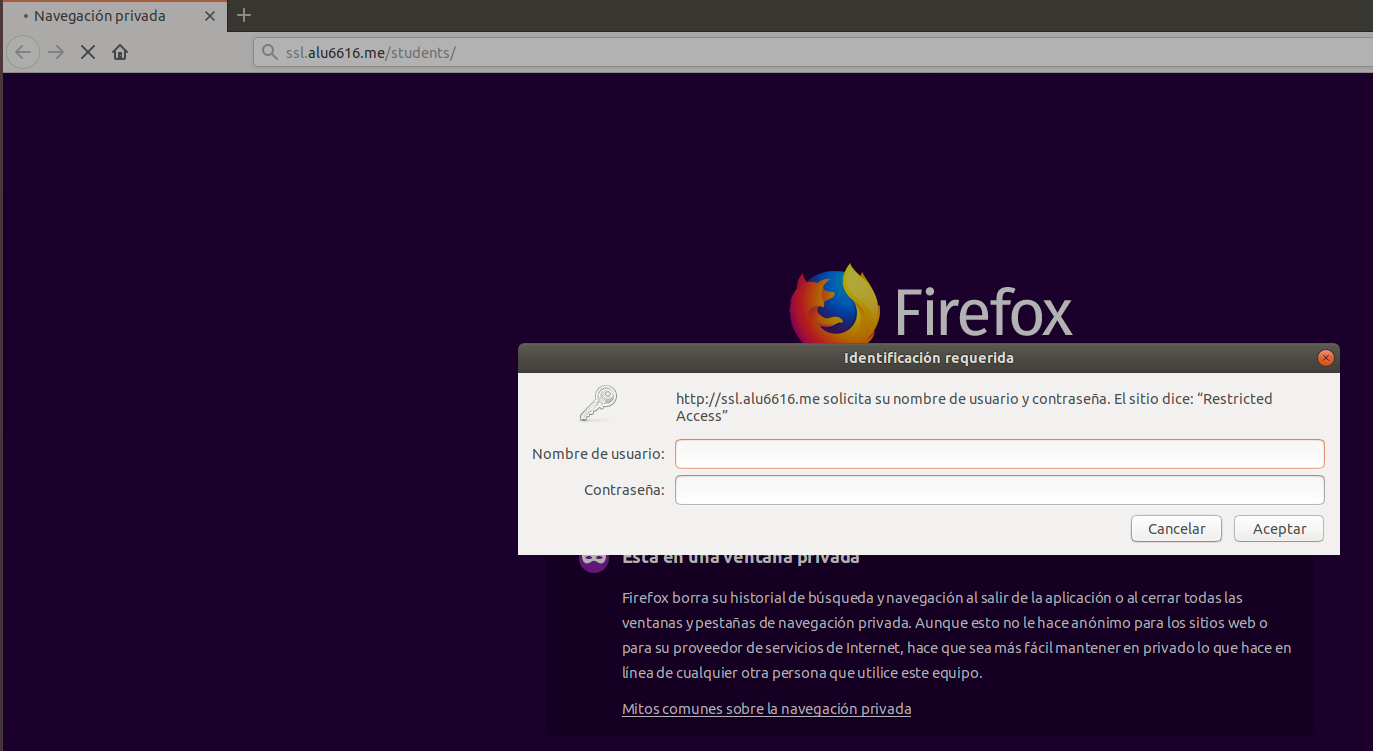 Navegación privada
ssl.alu6616.me/students/
Firefox
Identificación requerida
http://ssl.alu6616.me solicita su nombre de usuario y contraseña. El sitio dice: “Restricted
Access”
Nombre de usuario:
Contraseña:
Cancelar
Aceptar
Está en una ventana privada
Firefox borra su historial de búsqueda y navegación al salir de la aplicación o al cerrar todas las
ventanas y pestañas de navegación privada. Aunque esto no le hace anónimo para los sitios web o
para su proveedor de servicios de Internet, hace que sea más fácil mantener en privado lo que hace en
línea de cualquier otra persona que utilice este equipo.
Mitos comunes sobre la navegación privada